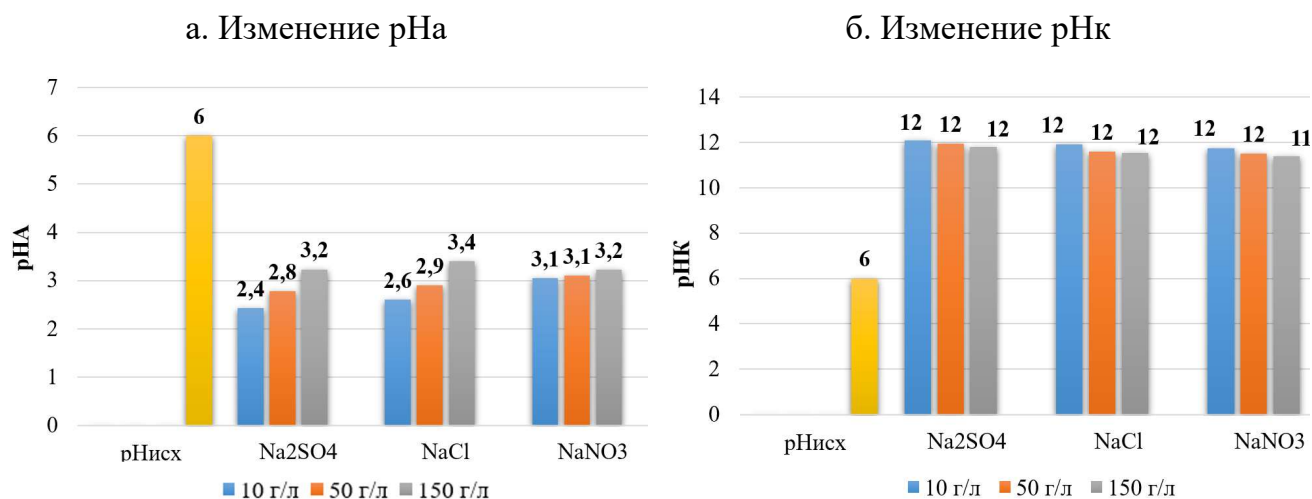 а. Изменение рНа
7
6
5
4
3
2
1
0
рНА
6
2,4
2,8
3,2
2,6
2,9
3,4
3,1
3,1
3,2
рНисх
Na2SO4
NaCl
NaNO3
10 г/л 50 г/л 150 г/л
б. Изменение рНк
14
12
10
8
6
4
2
0
рНК
6
12
12
12
12
12
12
12
12
11
рНисх
Na2SO4
NaCl
NaNO3
10 г/л 50 г/л 150 г/л